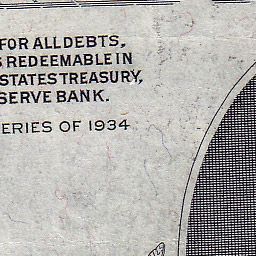 FOR ALL DEBTS,
S REDEEMABLE IN
STATES TREASURY,
SERVE BANK.
ERIES OF 1934